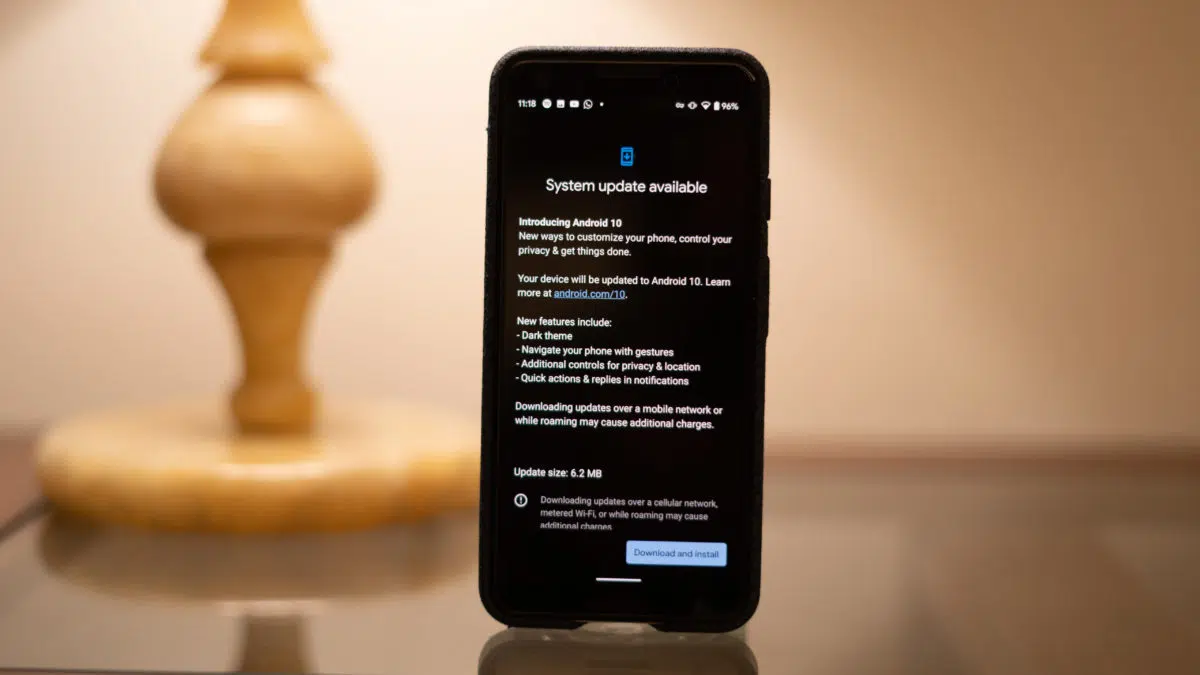 11:18 96%
System update available
Introducing Android 10
New ways to customize your phone, control your
privacy & get things done.
Your device will be updated to Android 10. Learn
more at android.com/10.
New features include:
- Dark theme
- Navigate your phone with gestures
- Additional controls for privacy & location
- Quick actions & replies in notifications
Downloading updates over a mobile network or
while roaming may cause additional charges.
Update size: 6.2 MB
Downloading updates over a cellular network,
metered Wi-Fi, or while roaming may cause
additional charges.
Download and install